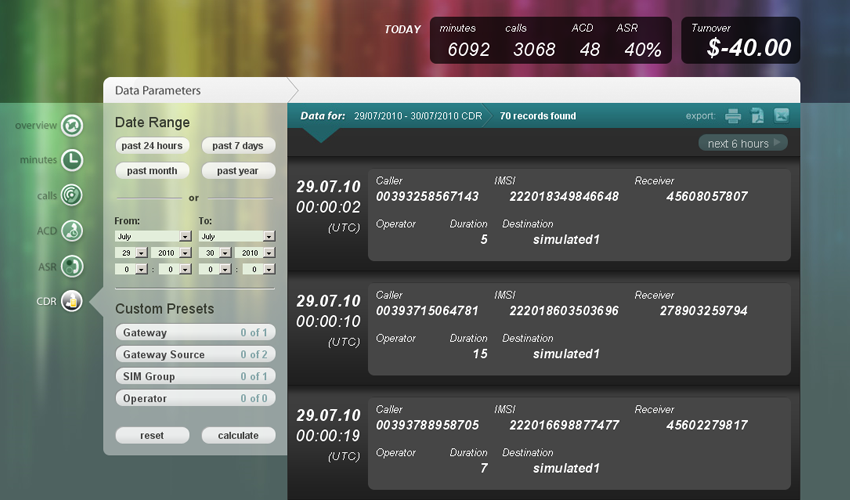 TODAY
minutes calls ACD ASR
6092 3068 48 40%
Turnover
$-40.00
Data Parameters
overview
minutes
calls
ACD
ASR
CDR
Date Range
past 24 hours past 7 days
past month past year
or
From: To:
July July
29 2010 30 2010
0 : 0 0 : 0
Custom Presets
Gateway 0 of 1
Gateway Source 0 of 2
SIM Group 0 of 1
Operator 0 of 0
reset calculate
Data for: 29/07/2010 - 30/07/2010 CDR 70 records found export:
next 6 hours
29.07.10
00:00:02
(UTC)
Caller IMSI Receiver
00393258567143 222018349846648 45608057807
Operator Duration Destination
5 simulated1
29.07.10
00:00:10
(UTC)
Caller IMSI Receiver
00393715064781 222018603503696 278903259794
Operator Duration Destination
15 simulated1
29.07.10
00:00:19
(UTC)
Caller IMSI Receiver
00393788958705 222016698877477 45602279817
Operator Duration Destination
7 simulated1